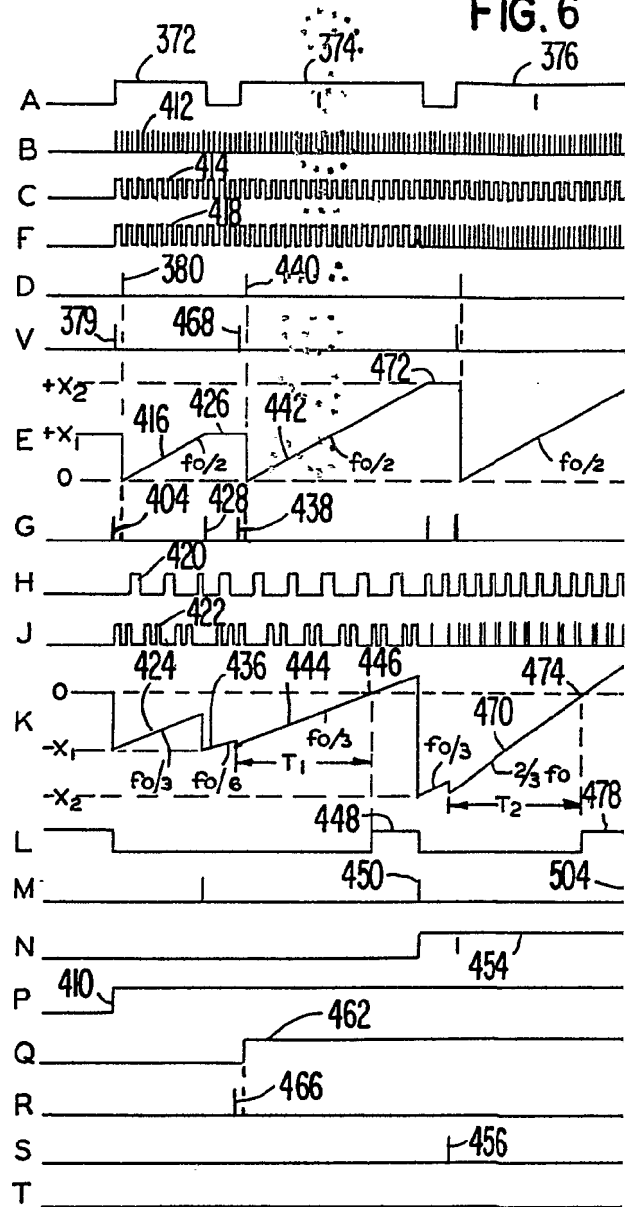 FIG. 6
372 374 376
A
412
B
414
C
418
F
380 440
D
379 468
V
+X2 472
416 426 442
+X1
E fo/2 fo/2 fo/2
0
404 428 438
G
420
H
422
J
424 436 444 446 474
0
K 470
-X1 fo/3 fo/6 T1 fo/3 fo/3 2/3 fo
-X2 T2
448 478
L
450 504
M
N 454
410
P
462
Q
466
R
456
S
T